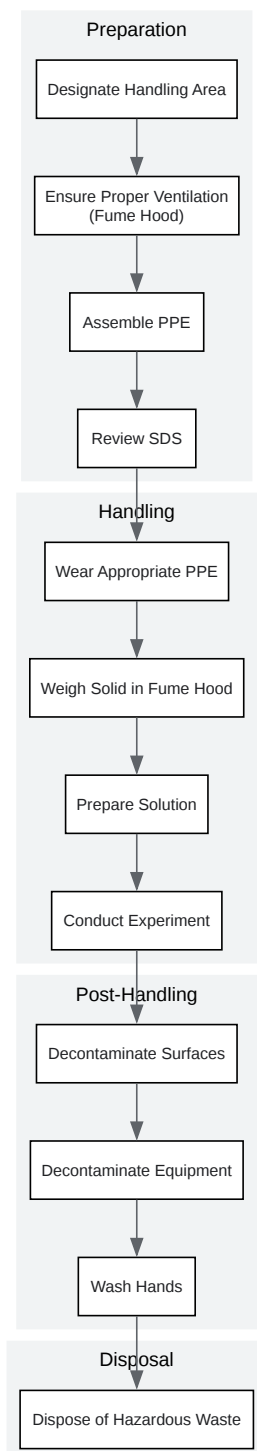 Preparation
Designate Handling Area
Ensure Proper Ventilation
(Fume Hood)
Assemble PPE
Review SDS
Handling
Wear Appropriate PPE
Weigh Solid in Fume Hood
Prepare Solution
Conduct Experiment
Post-Handling
Decontaminate Surfaces
Decontaminate Equipment
Wash Hands
Disposal
Dispose of Hazardous Waste